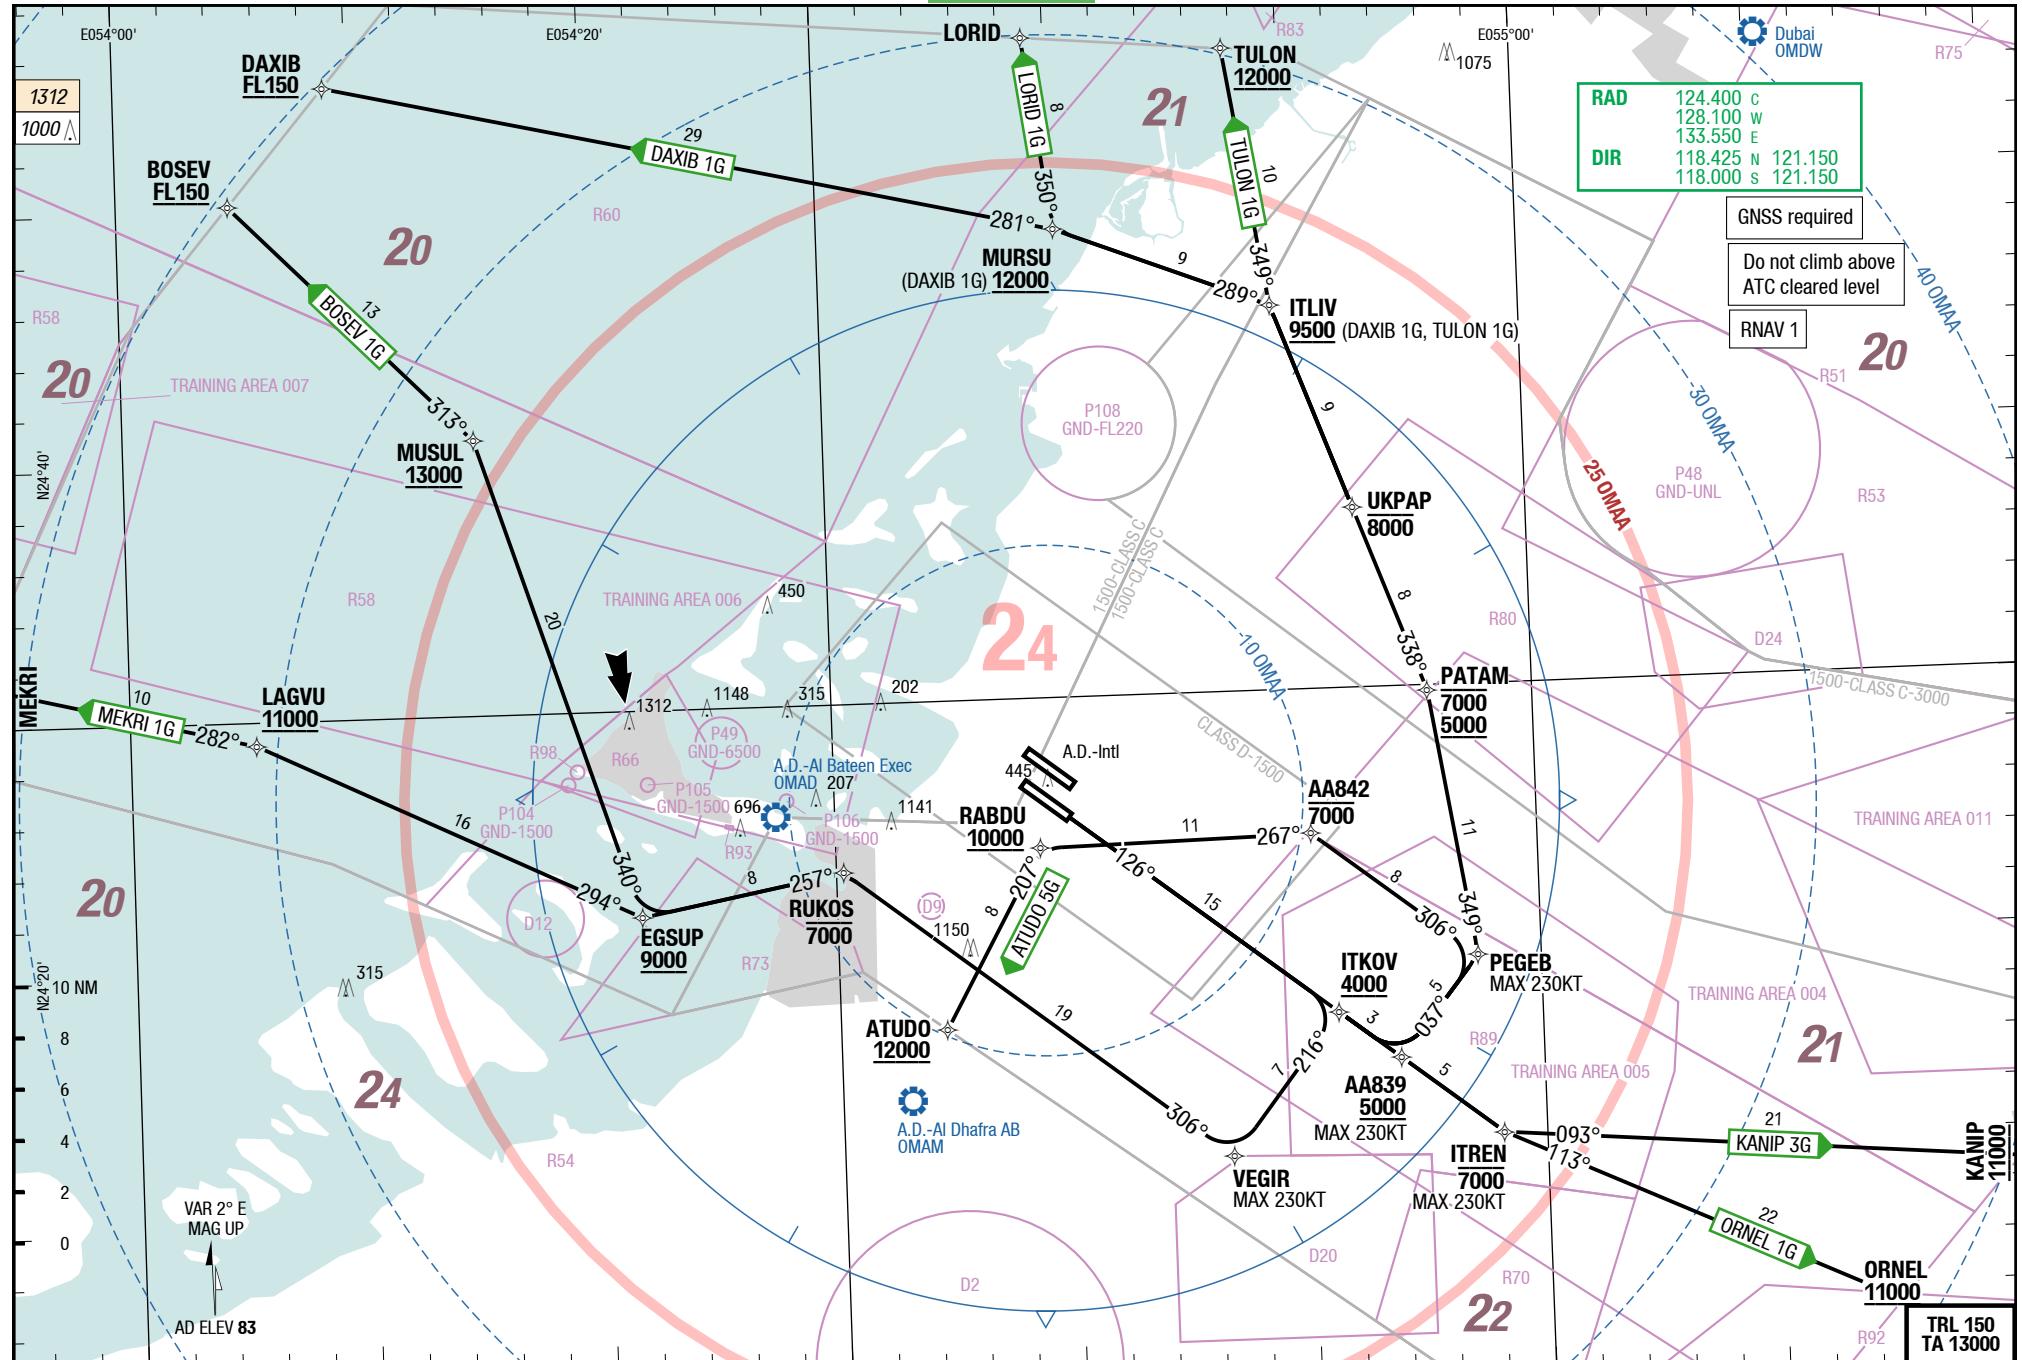 E054°00'
E054°20'
E055°00'
LORID
R83
TULON
12000
1075
Dubai
OMDW
R75
DAXIB
FL150
1312
1000
LORID 1G
8
21
RAD 124.400 C
128.100 W
133.550 E
DIR 118.425 N 121.150
118.000 S 121.150
29
DAXIB 1G
TULON 1G
10
BOSEV
FL150
350°
R60
281°
GNSS required
20
MURSU
(DAXIB 1G) 12000
9
289°
349°
Do not climb above
ATC cleared level
40 OMAA
ITLIV
9500 (DAXIB 1G, TULON 1G)
RNAV 1
R58
13
BOSEV 1G
20
20
TRAINING AREA 007
R51
P108
GND-FL220
9
30 OMAA
313°
MUSUL
13000
N24°40'
25 OMAA
P48
GND-UNL
R53
UKPAP
8000
1500-CLASS C
1500-CLASS C
R58
TRAINING AREA 006
450
8
20
24
R80
D24
10 OMAA
338°
PATAM
7000
5000
1500-CLASS C-3000
MEKRI
10
MEKRI 1G
282°
LAGVU
11000
1312
1148
315
202
P49
GND-6500
CLASS D-1500
R98
R66
A.D.-Al Bateen Exec
OMAD
207
A.D.-Intl
445
P105
GND-1500
P104
GND-1500
696
P106
GND-1500
1141
RABDU
10000
AA842
7000
11
267°
11
TRAINING AREA 011
16
R93
126°
340°
8
257°
207°
8
20
294°
RUKOS
7000
D9
15
306°
349°
D12
EGSUP
9000
1150
8
ATUDO 5G
R73
ITKOV
4000
PEGEB
MAX 230KT
315
N24°20'
10 NM
5
TRAINING AREA 004
ATUDO
12000
19
3
037°
R89
21
8
216°
7
TRAINING AREA 005
6
24
AA839
5000
MAX 230KT
5
A.D.-Al Dhafra AB
OMAM
306°
4
21
093°
KANIP 3G
KANIP
11000
113°
R54
ITREN
7000
MAX 230KT
VEGIR
MAX 230KT
2
VAR 2° E
MAG UP
22
ORNEL 1G
0
D20
D2
R70
ORNEL
11000
22
AD ELEV 83
R92
TRL 150
TA 13000